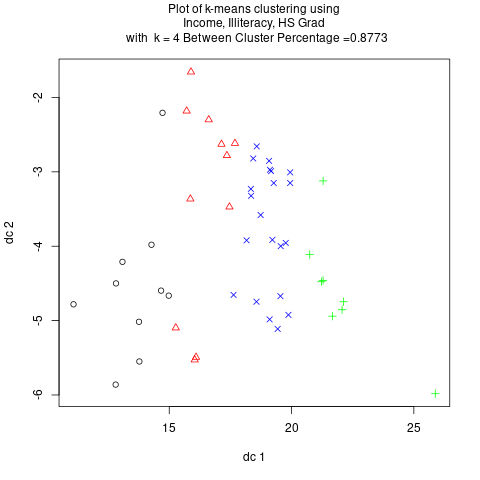 Plot of k-means clustering using
Income, Illiteracy, HS Grad
with k = 4 Between Cluster Percentage =0.8773
-2
-3
-4
-5
-6
dc 2
15 20 25
dc 1